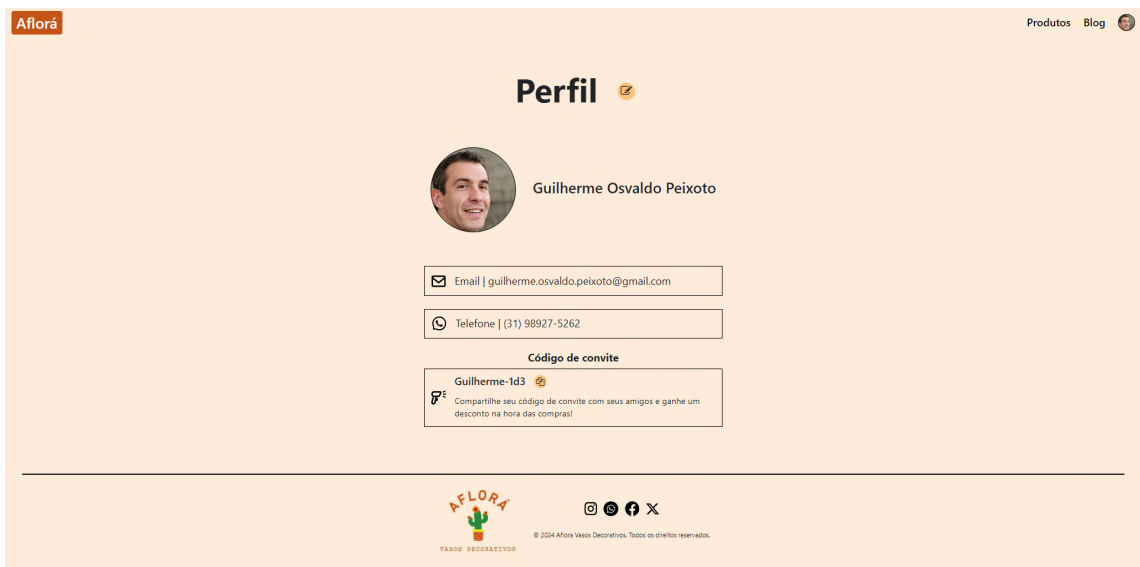 Aflorá
Produtos Blog
Perfil
Guilherme Osvaldo Peixoto
Email | guilherme.osvaldo.peixoto@gmail.com
Telefone | (31) 98927-5262
Código de convite
Guilherme-1d3
Compartilhe seu código de convite com seus amigos e ganhe um
desconto na hora das compras!
AFLORÁ
VASOS DECORATIVOS
© 2024 Aflora Vasos Decorativos. Todos os direitos reservados.